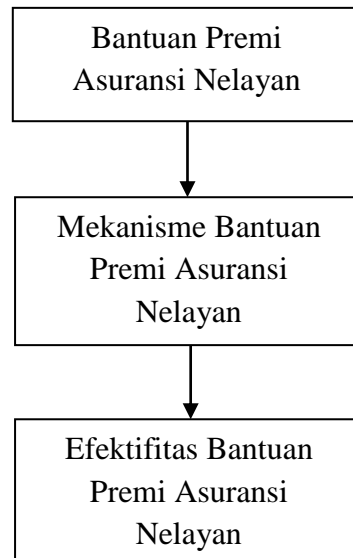 Bantuan Premi
Asuransi Nelayan
Mekanisme Bantuan
Premi Asuransi
Nelayan
Efektifitas Bantuan
Premi Asuransi
Nelayan